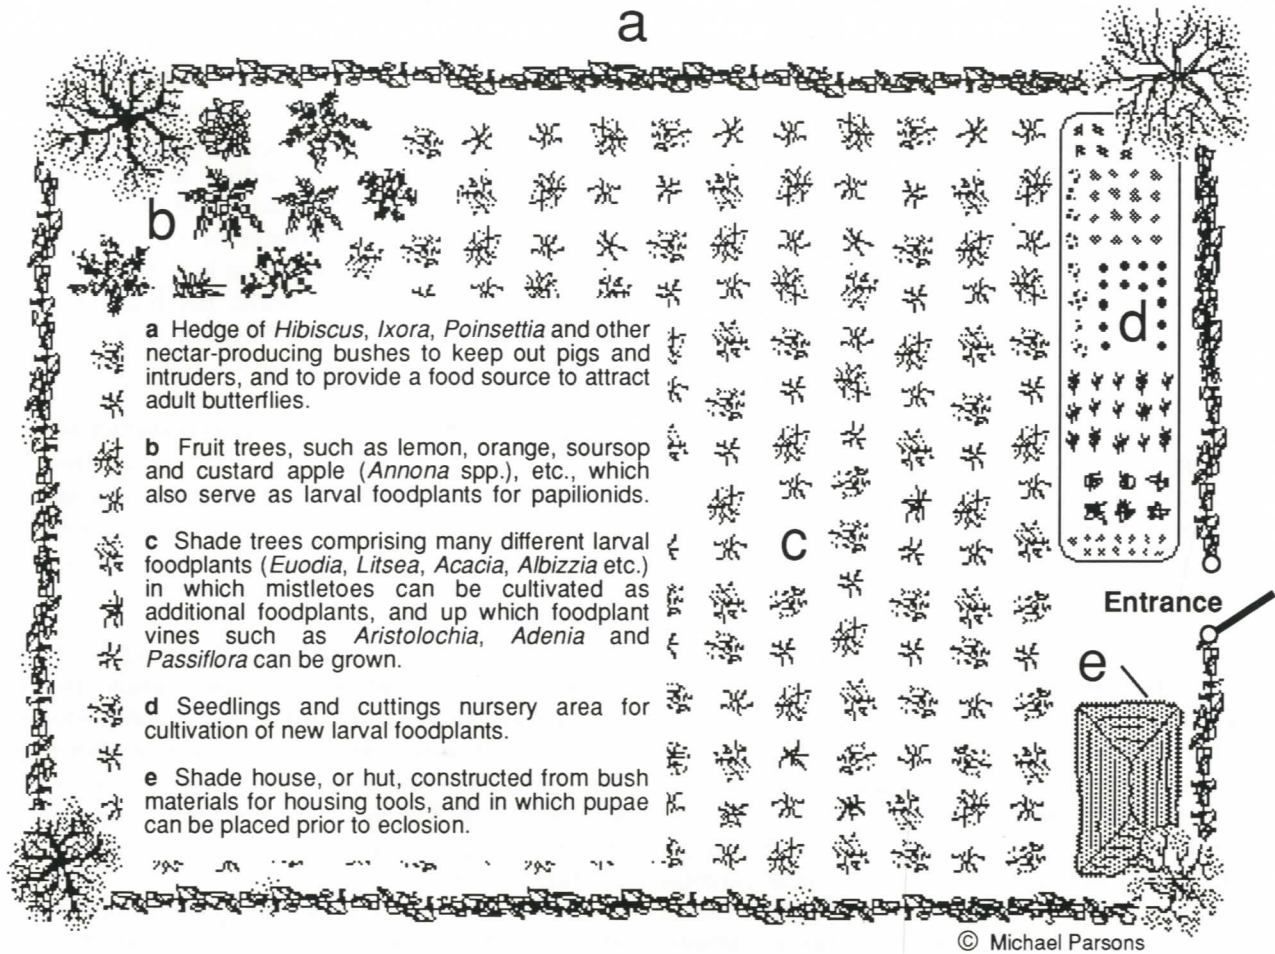 a
b
a Hedge of Hibiscus, Ixora, Poinsettia and other
nectar-producing bushes to keep out pigs and
intruders, and to provide a food source to attract
adult butterflies.
b Fruit trees, such as lemon, orange, soursop
and custard apple (Annona spp.), etc., which
also serve as larval foodplants for papilionids.
c Shade trees comprising many different larval
foodplants (Euodia, Litsea, Acacia, Albizzia etc.)
in which mistletoes can be cultivated as
additional foodplants, and up which foodplant
vines such as Aristolochia, Adenia and
Passiflora can be grown.
d Seedlings and cuttings nursery area for
cultivation of new larval foodplants.
e Shade house, or hut, constructed from bush
materials for housing tools, and in which pupae
can be placed prior to eclosion.
c
d
Entrance
e
© Michael Parsons